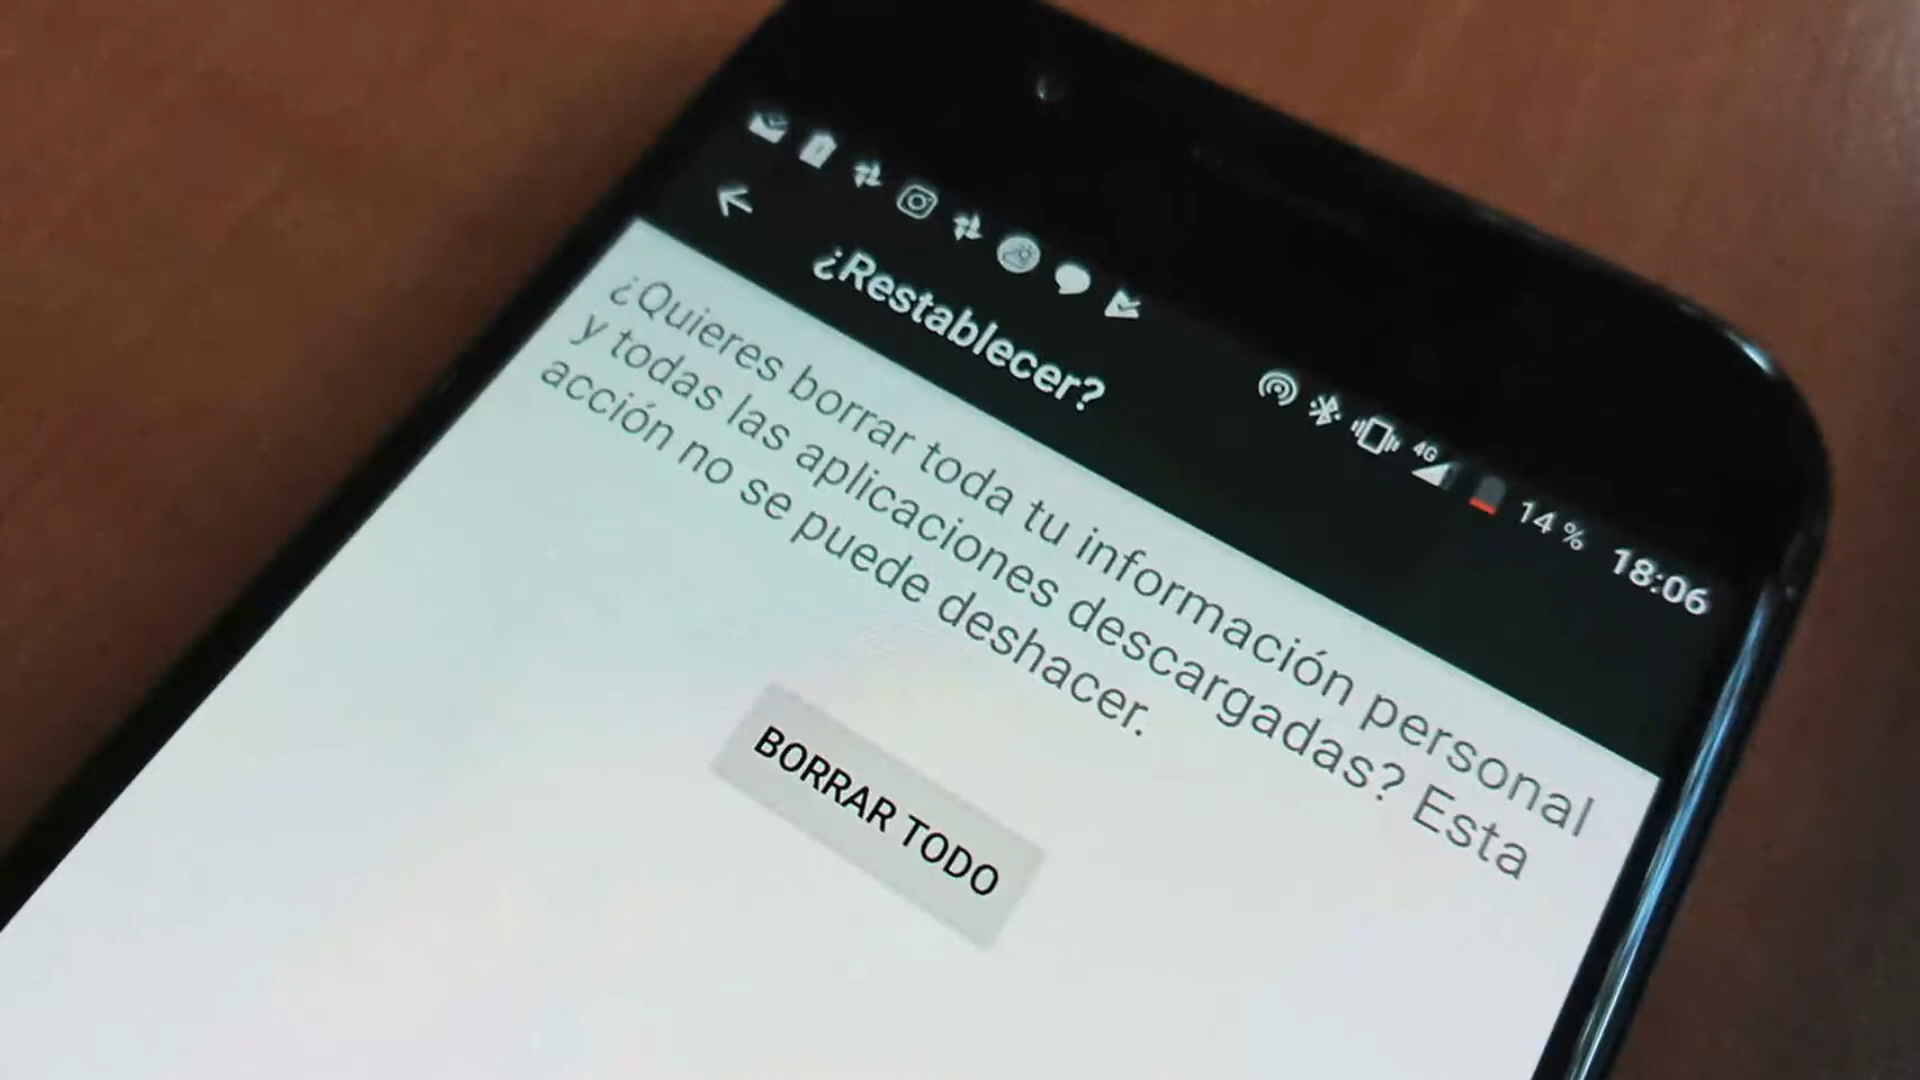 4G 14 % 18:06
¿Restablecer?
¿Quieres borrar toda tu información personal
y todas las aplicaciones descargadas? Esta
acción no se puede deshacer.
BORRAR TODO